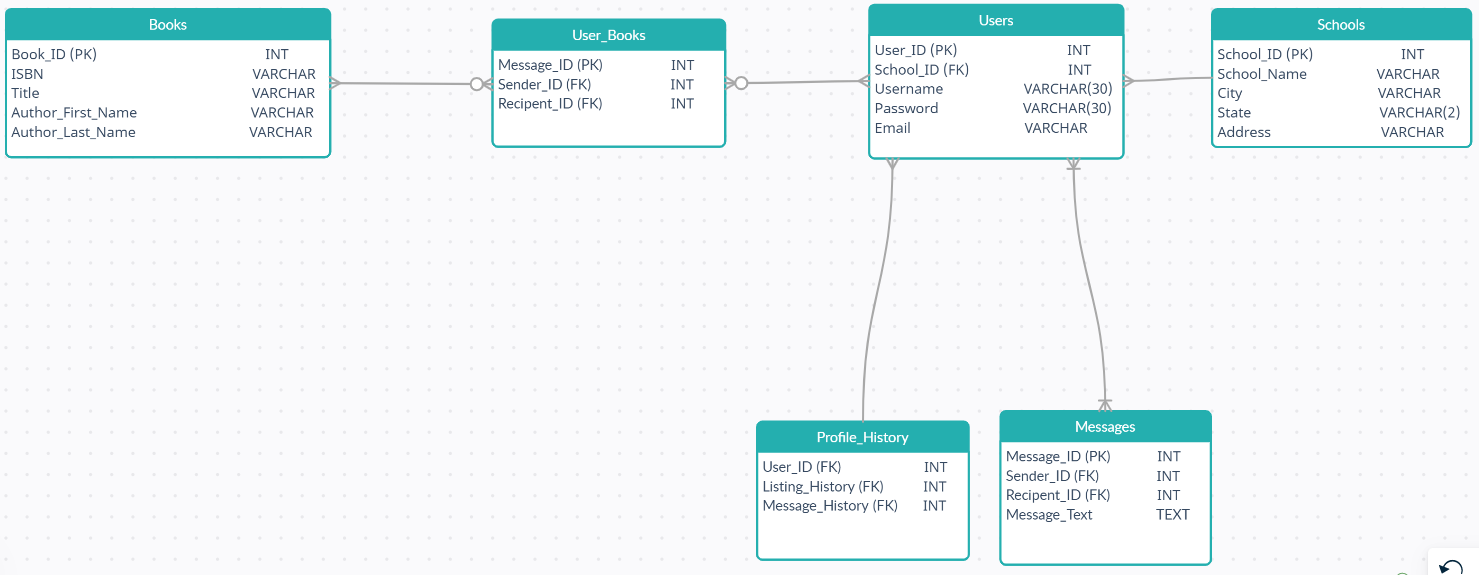 Books
Book_ID (PK) INT
ISBN VARCHAR
Title VARCHAR
Author_First_Name VARCHAR
Author_Last_Name VARCHAR
User_Books
Message_ID (PK) INT
Sender_ID (FK) INT
Recipent_ID (FK) INT
Users
User_ID (PK) INT
School_ID (FK) INT
Username VARCHAR(30)
Password VARCHAR(30)
Email VARCHAR
Schools
School_ID (PK) INT
School_Name VARCHAR
City VARCHAR
State VARCHAR(2)
Address VARCHAR
Profile_History
User_ID (FK) INT
Listing_History (FK) INT
Message_History (FK) INT
Messages
Message_ID (PK) INT
Sender_ID (FK) INT
Recipent_ID (FK) INT
Message_Text TEXT